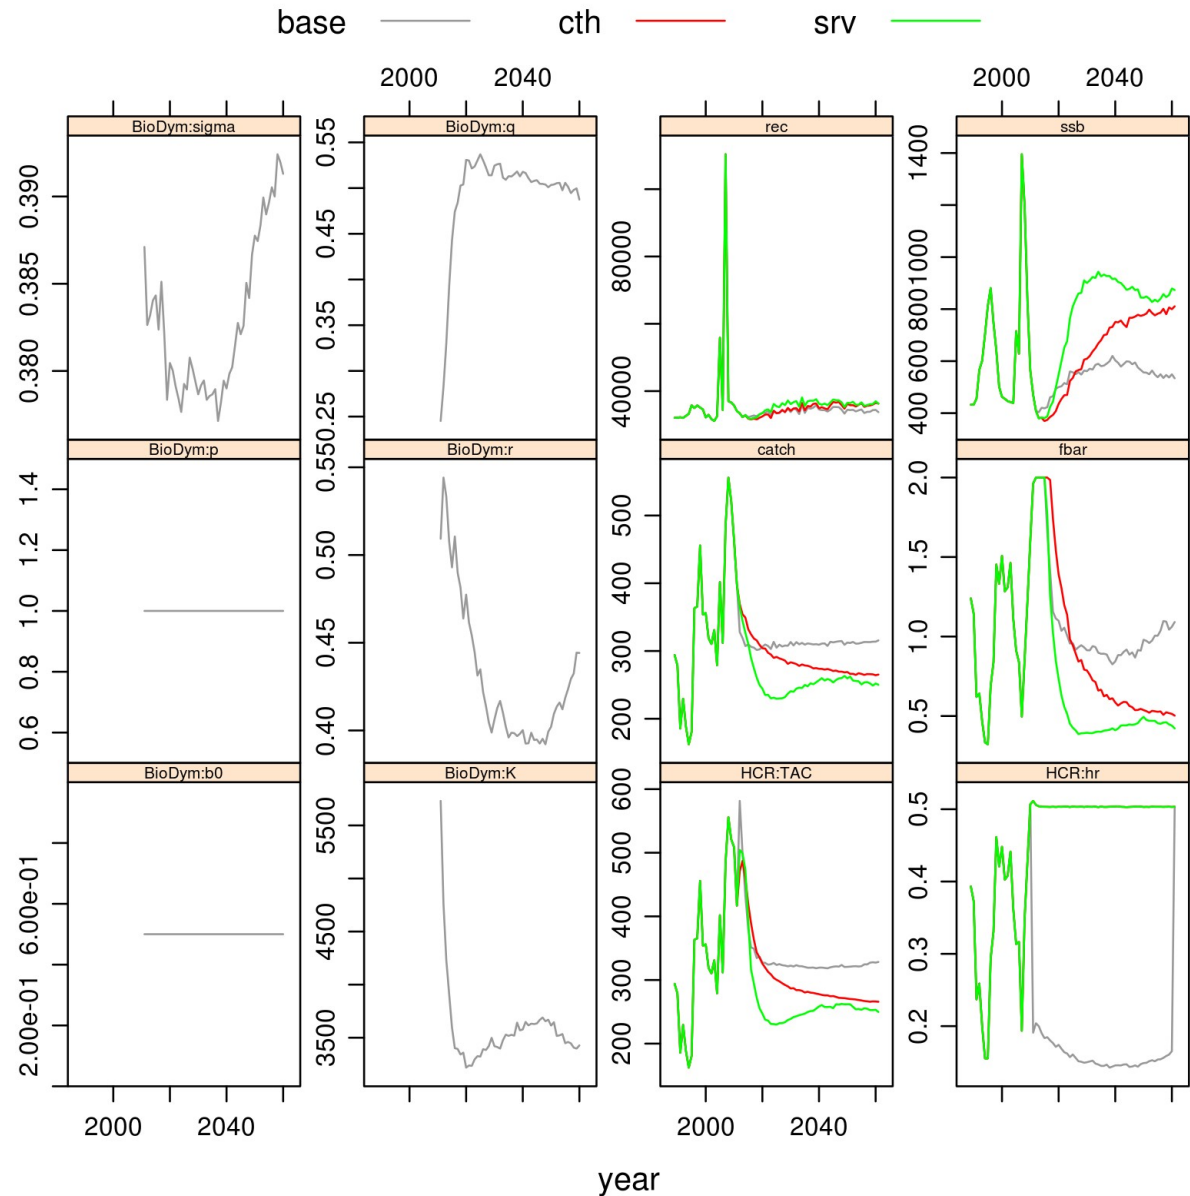 base cth srv
2000 2040 2000 2040
BioDym:sigma BioDym:q rec ssb
0.380 0.385 0.390
0.25 0.35 0.45 0.55
40000 80000
400 600 800 1000 1400
BioDym:p BioDym:r catch fbar
0.6 0.8 1.0 1.2 1.4
0.40 0.45 0.50 0.55
200 300 400 500
0.5 1.0 1.5 2.0
BioDym:b0 BioDym:K HCR:TAC HCR:hr
2.00e-01 6.00e-01
3500 4500 5500
200 300 400 500 600
0.2 0.3 0.4 0.5
2000 2040 2000 2040
year